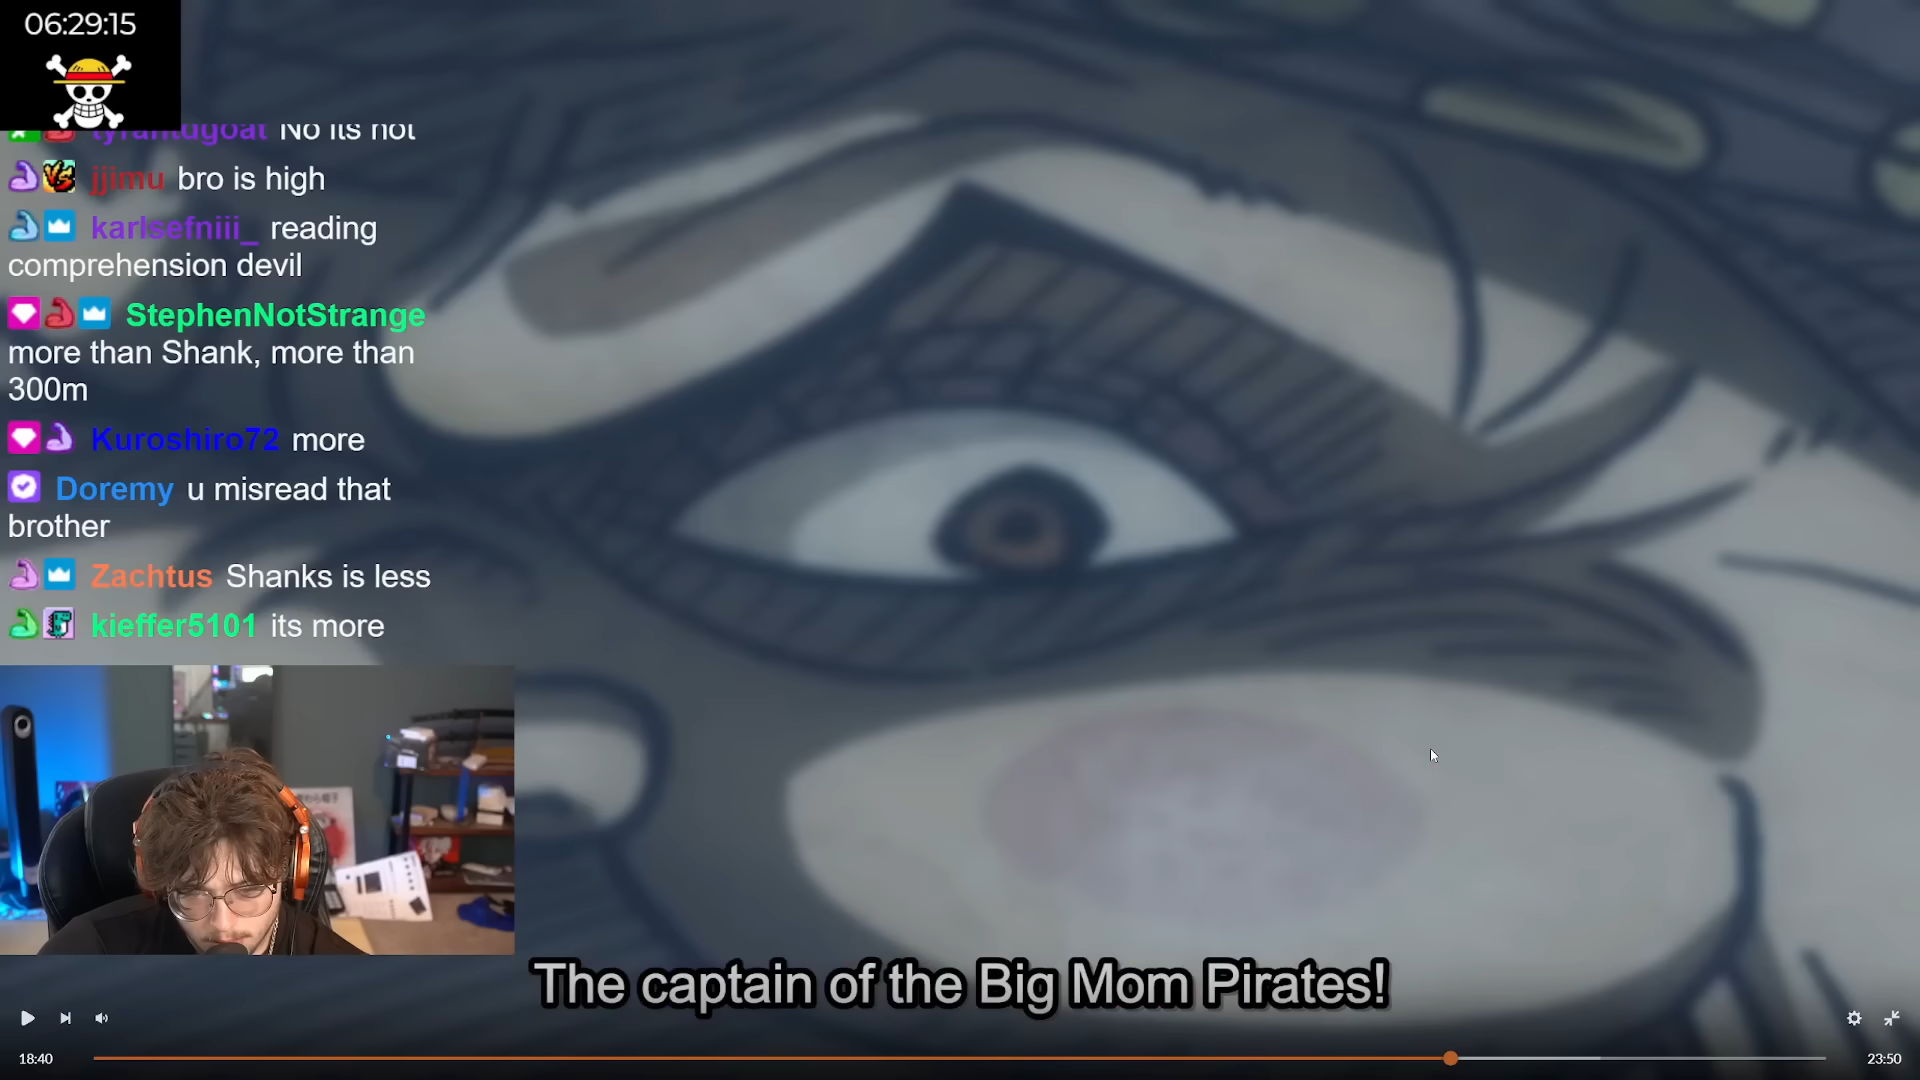 06:29:15
tyrantdgoat No its not
jjimu bro is high
karlsefniii_ reading
comprehension devil
StephenNotStrange
more than Shank, more than
300m
Kuroshiro72 more
Doremy u misread that
brother
Zachtus Shanks is less
kieffer5101 its more
The captain of the Big Mom Pirates!
18:40
23:50